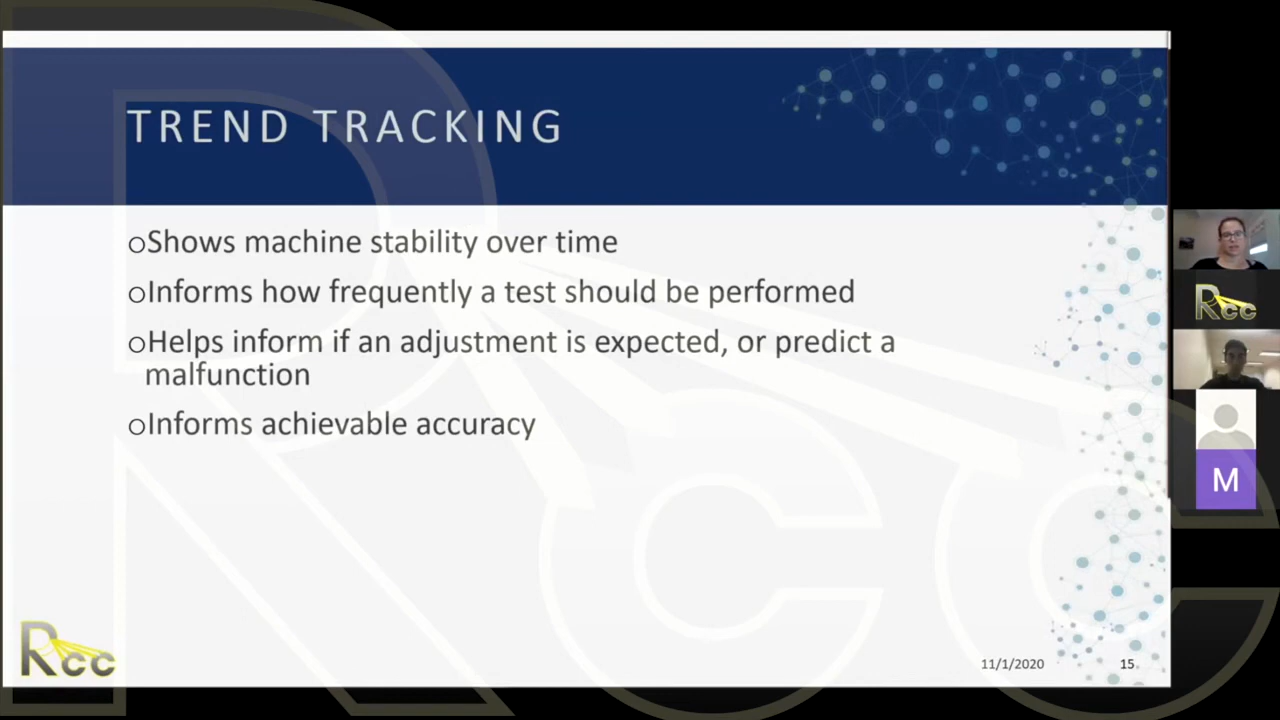 TREND TRACKING
oShows machine stability over time
oInforms how frequently a test should be performed
oHelps inform if an adjustment is expected, or predict a
malfunction
oInforms achievable accuracy
Rcc
M
Rcc
11/1/2020
15